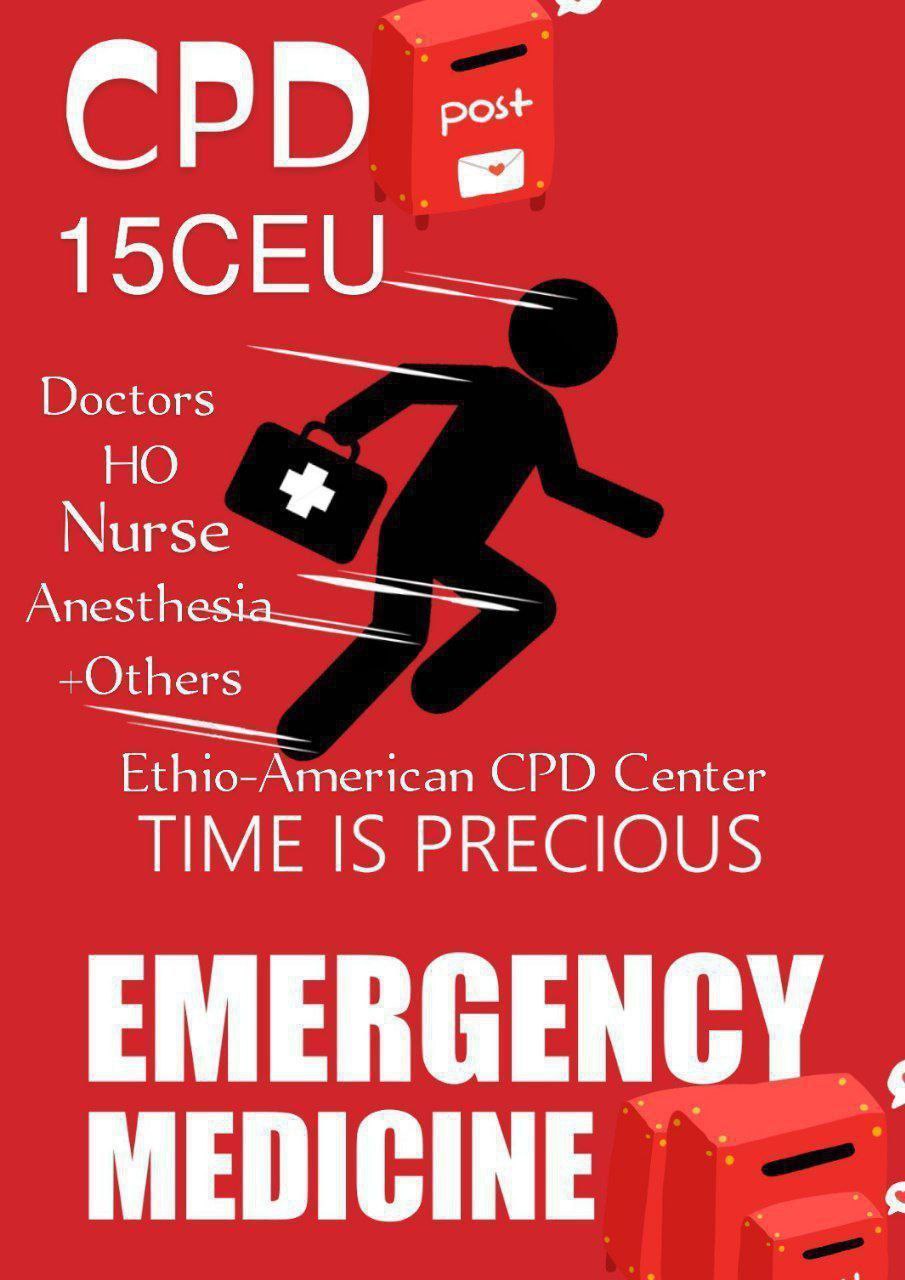 CPD
post
15CEU
Doctors
HO
Nurse
Anesthesia
+Others
Ethio-American CPD Center
TIME IS PRECIOUS
EMERGENCY
MEDICINE